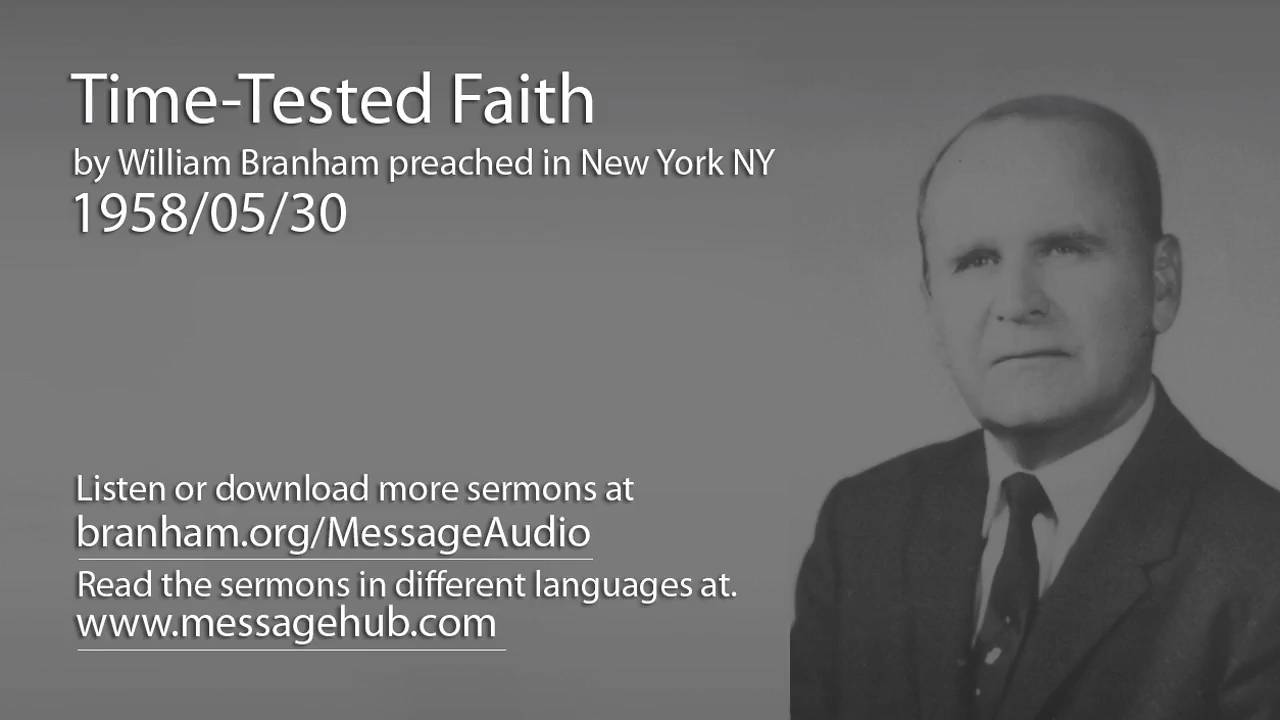 Time-Tested Faith
by William Branham preached in New York NY
1958/05/30
Listen or download more sermons at
branham.org/MessageAudio
Read the sermons in different languages at.
www.messagehub.com